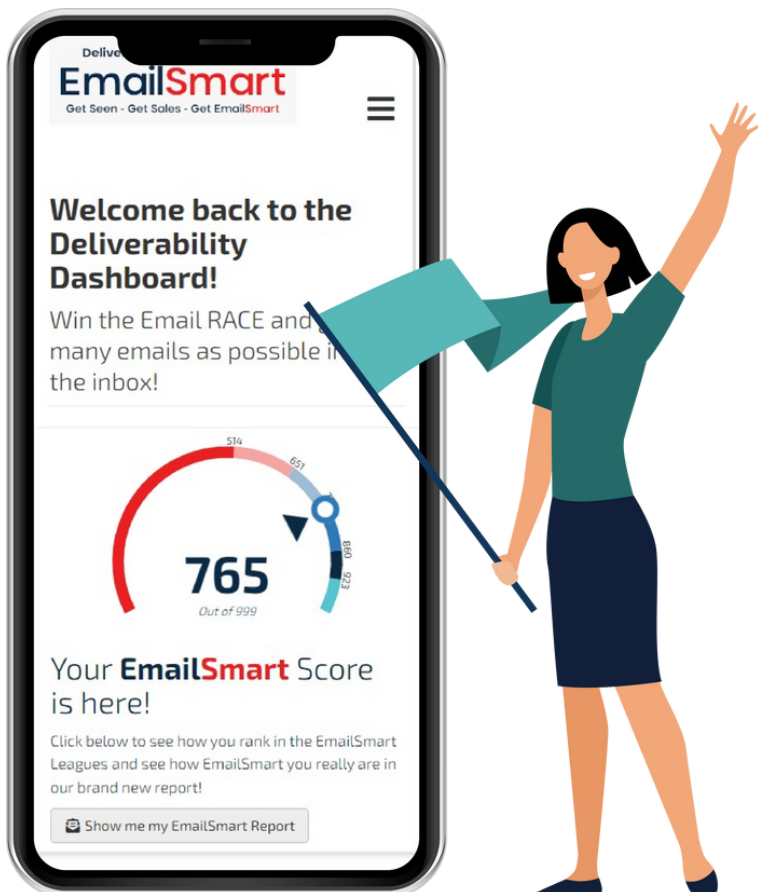 Delive
EmailSmart
Get Seen - Get Sales - Get EmailSmart
Welcome back to the
Deliverability
Dashboard!
Win the Email RACE and
many emails as possible
the inbox!
514
651
860
923
765
Out of 999
Your EmailSmart Score
is here!
Click below to see how you rank in the EmailSmart
Leagues and see how EmailSmart you really are in
our brand new report!
Show me my EmailSmart Report